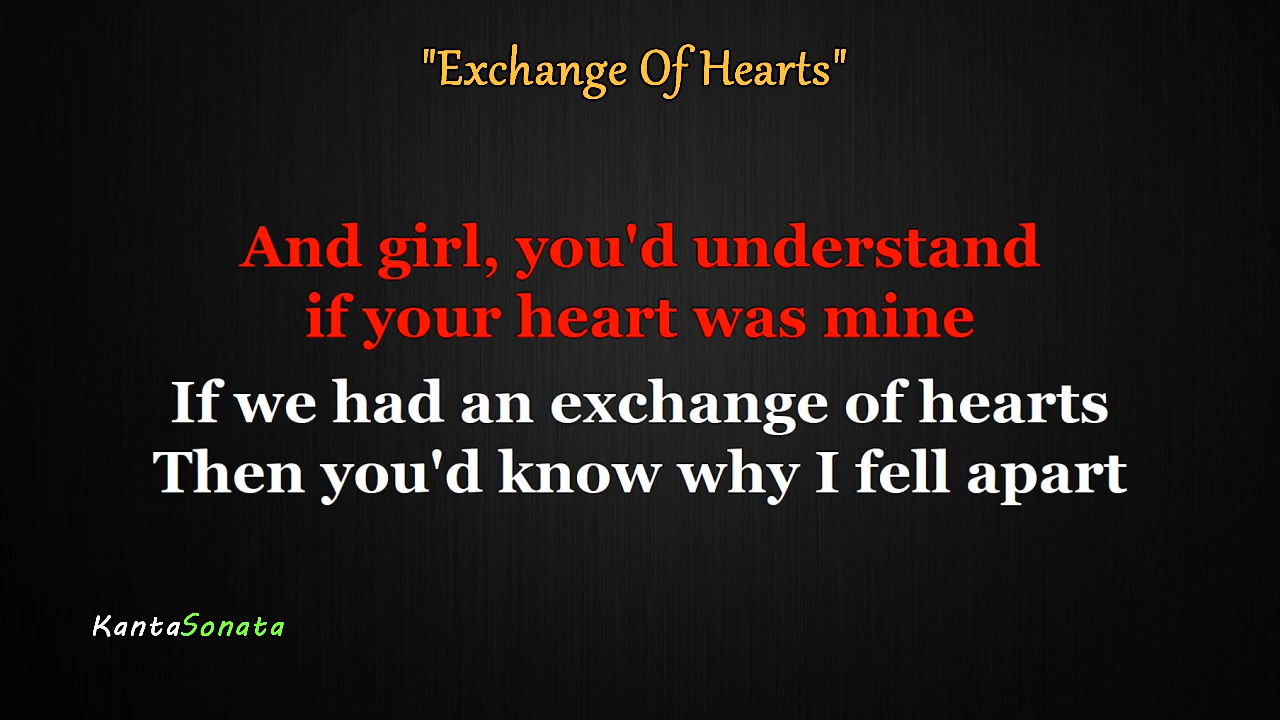 "Exchange Of Hearts"
And girl, you'd understand
if your heart was mine
If we had an exchange of hearts
Then you'd know why I fell apart
KantaSonata